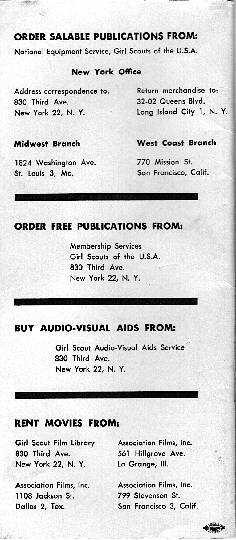 ORDER SALABLE PUBLICATIONS FROM:
National Equipment Service, Girl Scouts of the U.S.A.
New York Office
Address correspondence to:
830 Third Ave.
New York 22, N. Y.
Return merchandise to:
32-02 Queens Blvd.
Long Island City 1, N. Y.
Midwest Branch
1824 Washington Ave.
St. Louis 3, Mo.
West Coast Branch
770 Mission St.
San Francisco, Calif.
ORDER FREE PUBLICATIONS FROM:
Membership Services
Girl Scouts of the U.S.A.
830 Third Ave.
New York 22, N. Y.
BUY AUDIO-VISUAL AIDS FROM:
Girl Scout Audio-Visual Aids Service
830 Third Ave.
New York 22, N. Y.
RENT MOVIES FROM:
Girl Scout Film Library
830 Third Ave.
New York 22, N. Y.
Association Films, Inc.
561 Hillgrove Ave.
La Grange, Ill.
Association Films, Inc.
1108 Jackson St.
Dallas 2, Tex.
Association Films, Inc.
799 Stevenson St.
San Francisco 3, Calif.